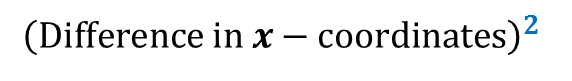 (Difference in 𝒙 − coordinates)²